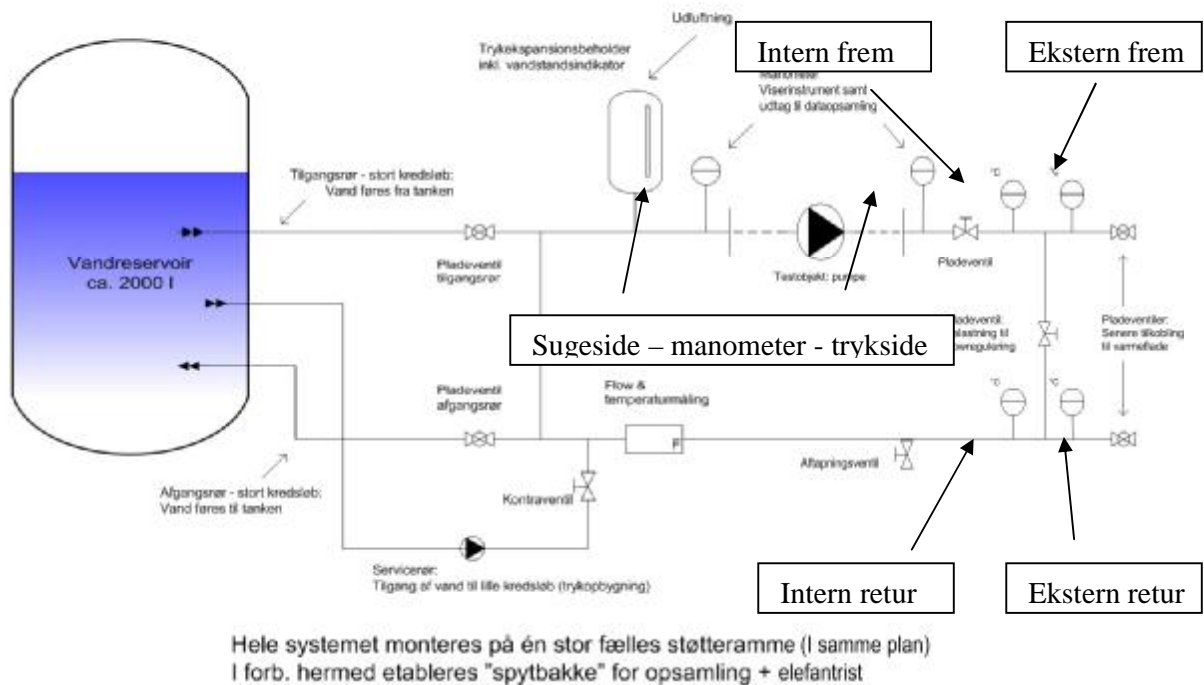 Udluftning
Trykekspansionsbeholder
inkl. vandstandsindikator
Intern frem
Ekstern frem
Manometer
Viserinstrument samt
udtag til dataopsamling
°C
Tilgangsrør - stort kredsløb:
Vand føres fra tanken
Vandreservoir
ca. 2000 l
Pladeventil
tilgangsrør
Testobjekt: pumpe
Pladeventil
Sugeside – manometer - trykside
Pladeventil:
Pladeventiler:
Senere tilkobling
til varmeflade
Pladeventil
afgangsrør
Flow &
temperaturmåling
F
°C
°C
Afgangsrør - stort kredsløb:
Vand føres til tanken
Kontraventil
Aftapningsventil
Servicerør:
Tilgang af vand til lille kredsløb (trykopbygning)
Intern retur
Ekstern retur
Hele systemet monteres på én stor fælles støtteramme (I samme plan)
I forb. hermed etableres "spytbakke" for opsamling + elefantrist